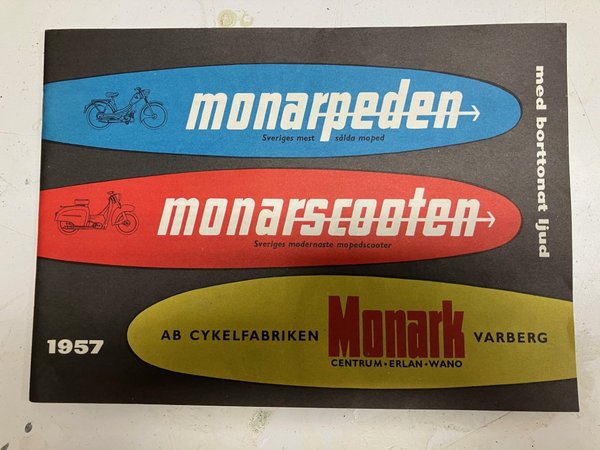 monarpeden
Sveriges mest sålda moped
monarscooten
Sveriges modernaste mopedscooter
med borttonat ljud
1957
AB CYKELFABRIKEN Monark VARBERG
CENTRUM • ERLAN • WANO